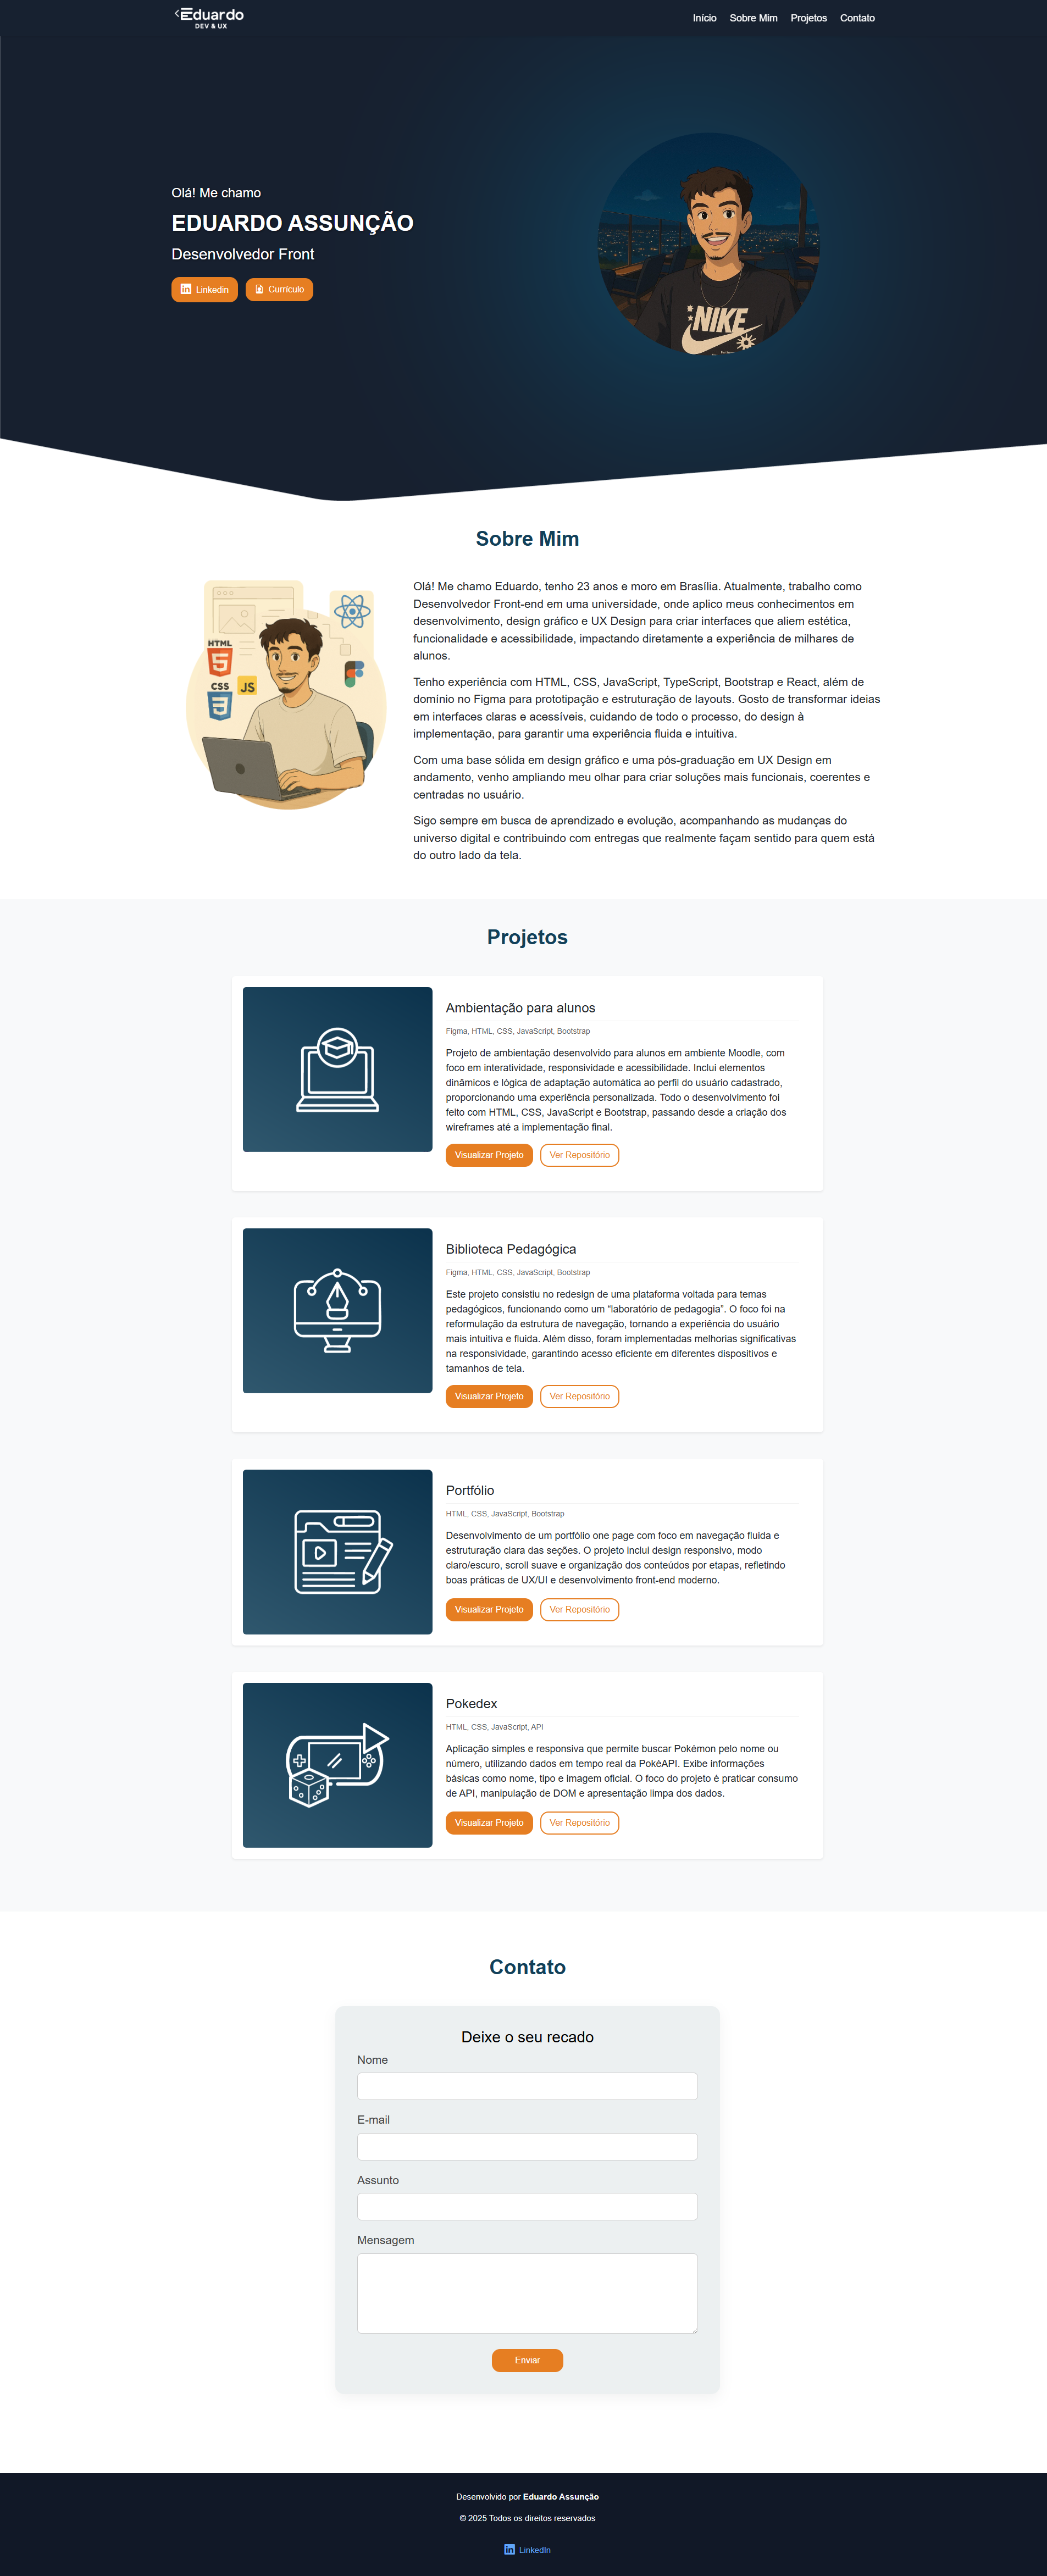 <Eduardo
DEV & UX
Início Sobre Mim Projetos Contato
Olá! Me chamo
EDUARDO ASSUNÇÃO
Desenvolvedor Front
Linkedin Currículo
NIKE
Sobre Mim
HTML
5
CSS
3
JS
Olá! Me chamo Eduardo, tenho 23 anos e moro em Brasília. Atualmente, trabalho como
Desenvolvedor Front-end em uma universidade, onde aplico meus conhecimentos em
desenvolvimento, design gráfico e UX Design para criar interfaces que aliem estética,
funcionalidade e acessibilidade, impactando diretamente a experiência de milhares de
alunos.
Tenho experiência com HTML, CSS, JavaScript, TypeScript, Bootstrap e React, além de
domínio no Figma para prototipação e estruturação de layouts. Gosto de transformar ideias
em interfaces claras e acessíveis, cuidando de todo o processo, do design à
implementação, para garantir uma experiência fluida e intuitiva.
Com uma base sólida em design gráfico e uma pós-graduação em UX Design em
andamento, venho ampliando meu olhar para criar soluções mais funcionais, coerentes e
centradas no usuário.
Sigo sempre em busca de aprendizado e evolução, acompanhando as mudanças do
universo digital e contribuindo com entregas que realmente façam sentido para quem está
do outro lado da tela.
Projetos
Ambientação para alunos
Figma, HTML, CSS, JavaScript, Bootstrap
Projeto de ambientação desenvolvido para alunos em ambiente Moodle, com
foco em interatividade, responsividade e acessibilidade. Inclui elementos
dinâmicos e lógica de adaptação automática ao perfil do usuário cadastrado,
proporcionando uma experiência personalizada. Todo o desenvolvimento foi
feito com HTML, CSS, JavaScript e Bootstrap, passando desde a criação dos
wireframes até a implementação final.
Visualizar Projeto Ver Repositório
Biblioteca Pedagógica
Figma, HTML, CSS, JavaScript, Bootstrap
Este projeto consistiu no redesign de uma plataforma voltada para temas
pedagógicos, funcionando como um “laboratório de pedagogia”. O foco foi na
reformulação da estrutura de navegação, tornando a experiência do usuário
mais intuitiva e fluida. Além disso, foram implementadas melhorias significativas
na responsividade, garantindo acesso eficiente em diferentes dispositivos e
tamanhos de tela.
Visualizar Projeto Ver Repositório
Portfólio
HTML, CSS, JavaScript, Bootstrap
Desenvolvimento de um portfólio one page com foco em navegação fluida e
estruturação clara das seções. O projeto inclui design responsivo, modo
claro/escuro, scroll suave e organização dos conteúdos por etapas, refletindo
boas práticas de UX/UI e desenvolvimento front-end moderno.
Visualizar Projeto Ver Repositório
Pokedex
HTML, CSS, JavaScript, API
Aplicação simples e responsiva que permite buscar Pokémon pelo nome ou
número, utilizando dados em tempo real da PokéAPI. Exibe informações
básicas como nome, tipo e imagem oficial. O foco do projeto é praticar consumo
de API, manipulação de DOM e apresentação limpa dos dados.
Visualizar Projeto Ver Repositório
Contato
Deixe o seu recado
Nome
E-mail
Assunto
Mensagem
Enviar
Desenvolvido por Eduardo Assunção
© 2025 Todos os direitos reservados
LinkedIn